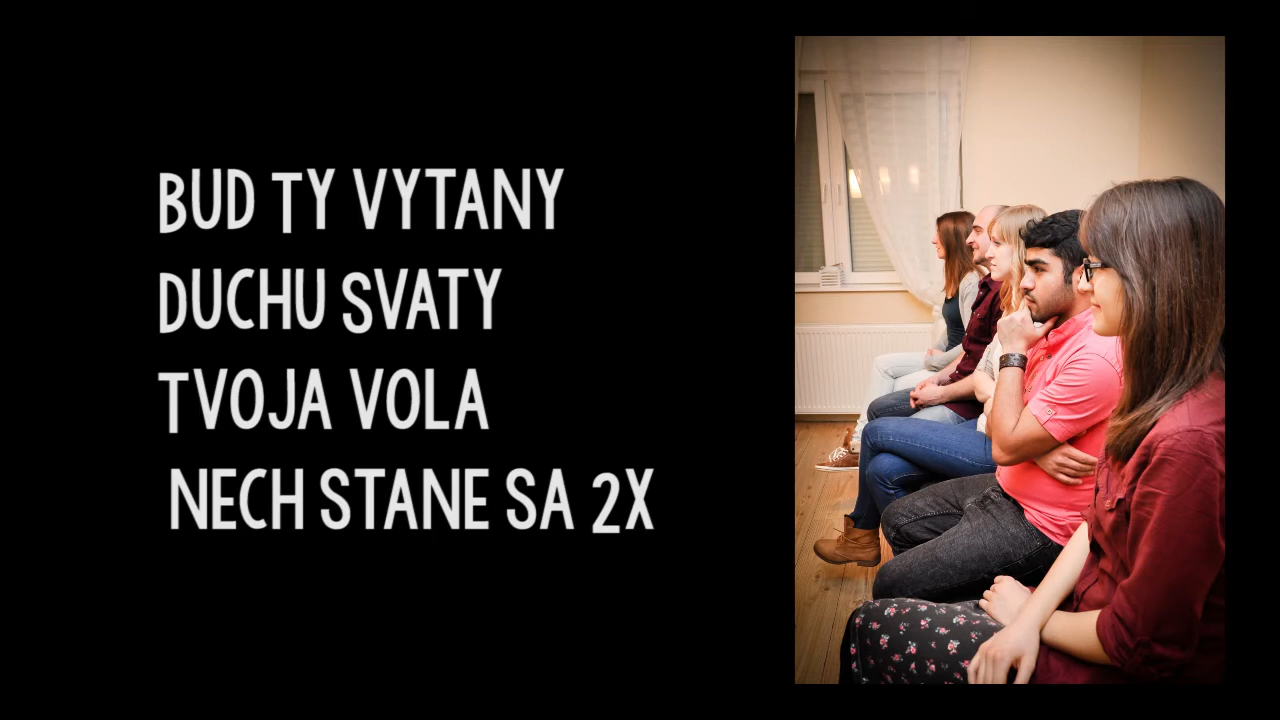 BUD TY VYTANY
DUCHU SVATY
TVOJA VOLA
NECH STANE SA 2X